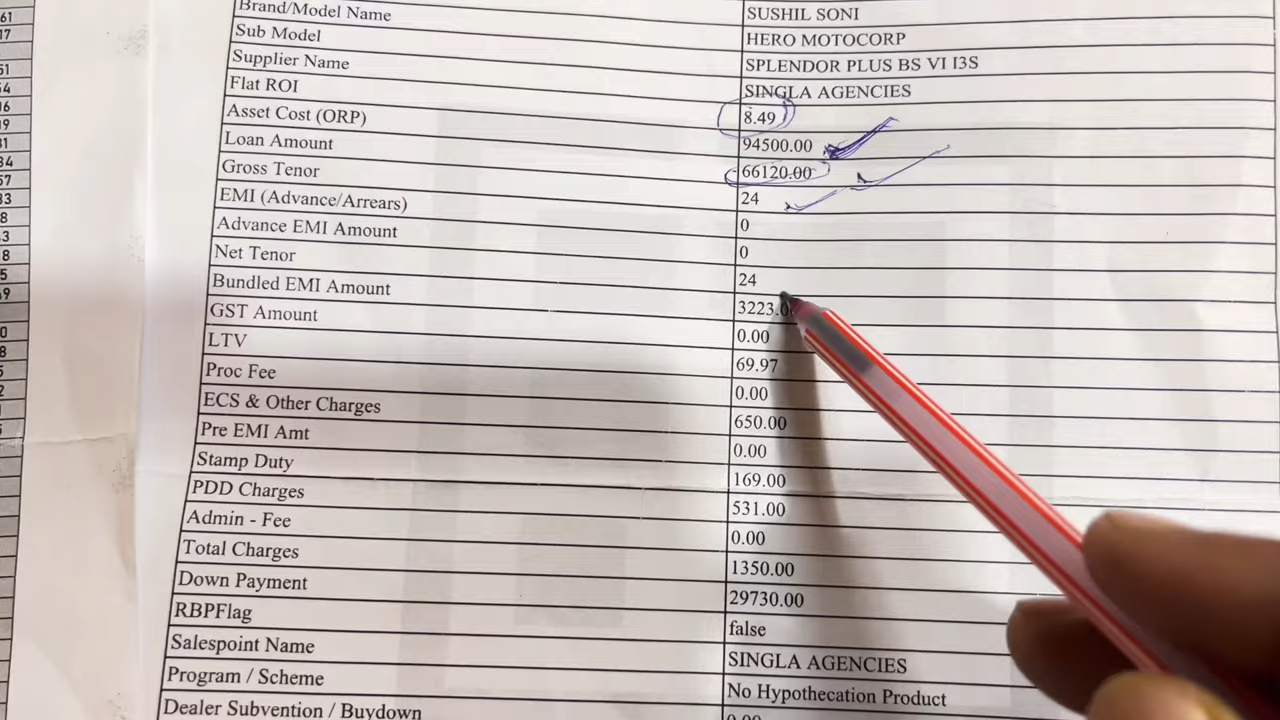 SUSHIL SONI
Brand/Model Name HERO MOTOCORP
Sub Model SPLENDOR PLUS BS VI I3S
Supplier Name SINGLA AGENCIES
Flat ROI 8.49
Asset Cost (ORP) 94500.00
Loan Amount 66120.00
Gross Tenor 24
EMI (Advance/Arrears) 0
Advance EMI Amount 0
Net Tenor 24
Bundled EMI Amount 3223.0
GST Amount 0.00
LTV 69.97
Proc Fee 0.00
ECS & Other Charges 650.00
Pre EMI Amt 0.00
Stamp Duty 169.00
PDD Charges 531.00
Admin - Fee 0.00
Total Charges 1350.00
Down Payment 29730.00
RBPFlag false
Salespoint Name SINGLA AGENCIES
Program / Scheme No Hypothecation Product
Dealer Subvention / Buydown 0.00